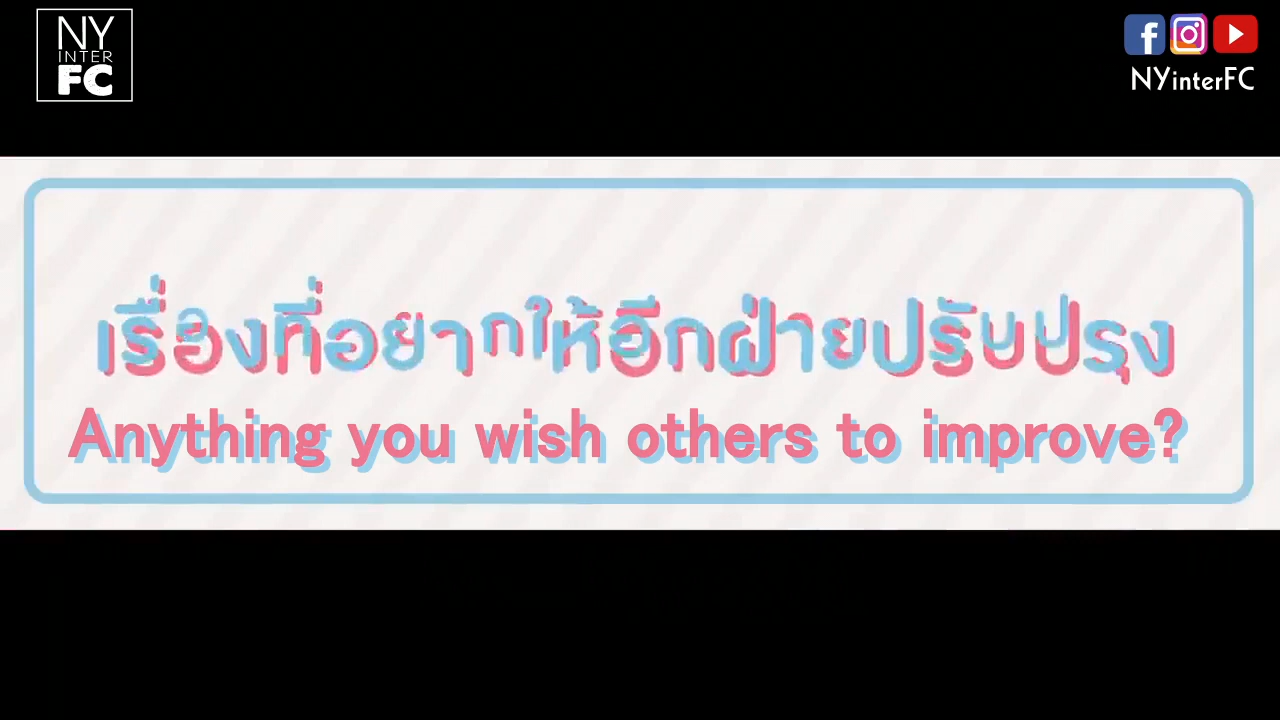 NY
INTER
FC
NYinterFC
เรื่องที่อยากให้อีกฝ่ายปรับปรุง
Anything you wish others to improve?